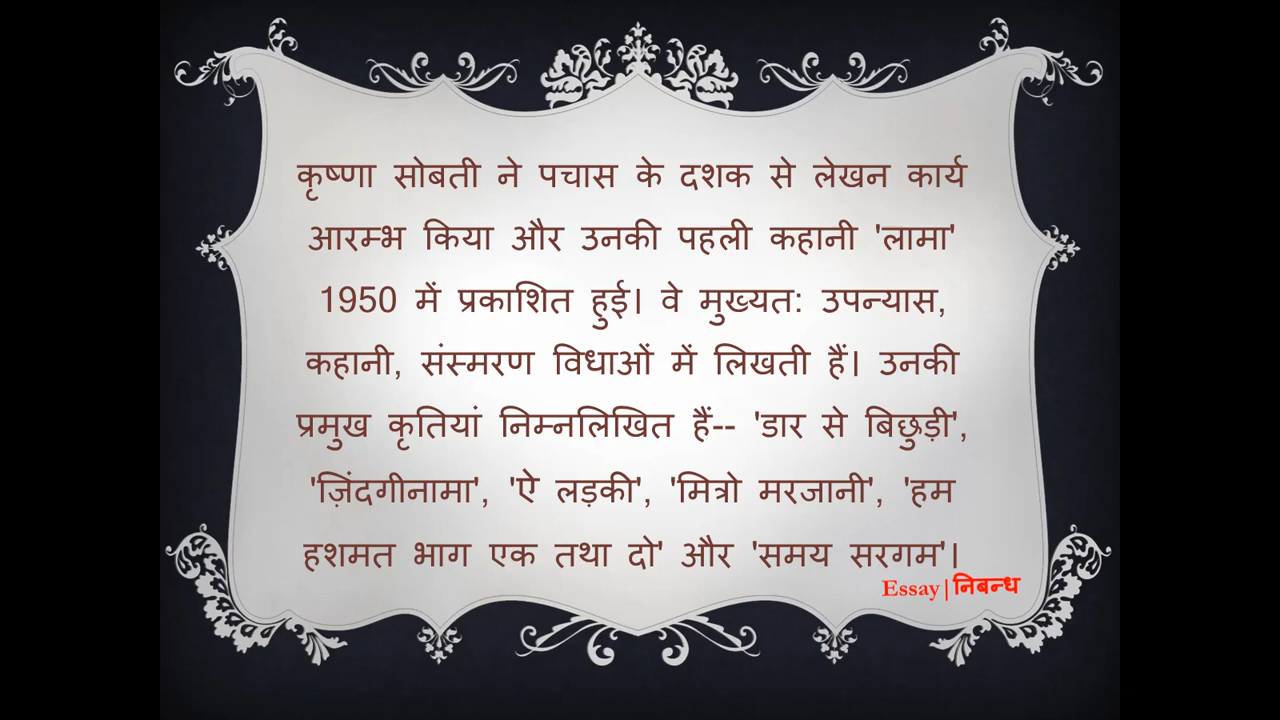 कृष्णा सोबती ने पचास के दशक से लेखन कार्य
आरम्भ किया और उनकी पहली कहानी 'लामा'
1950 में प्रकाशित हुई। वे मुख्यत: उपन्यास,
कहानी, संस्मरण विधाओं में लिखती हैं। उनकी
प्रमुख कृतियां निम्नलिखित हैं-- 'डार से बिछुड़ी',
'ज़िंदगीनामा', 'ऐ लड़की', 'मित्रो मरजानी', 'हम
हशमत भाग एक तथा दो' और 'समय सरगम'।
Essay|निबन्ध